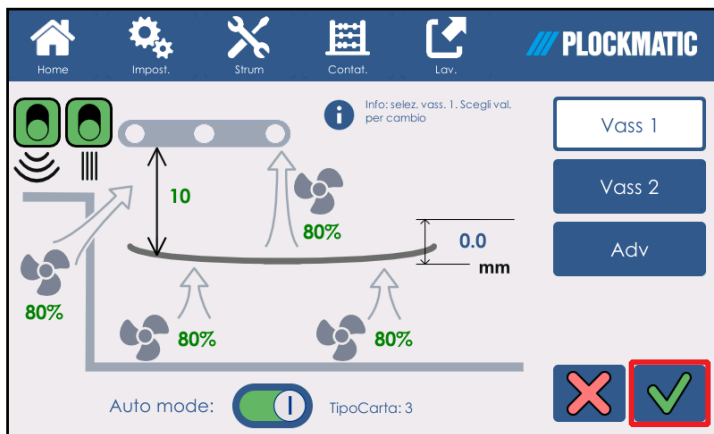 Home
Impost.
Strum
Contat.
Lav.
PLOCKMATIC
Info: selez. vass. 1. Scegli val.
per cambio
Vass 1
Vass 2
Adv
10
80%
0.0
mm
80%
80%
80%
Auto mode:
TipoCarta: 3